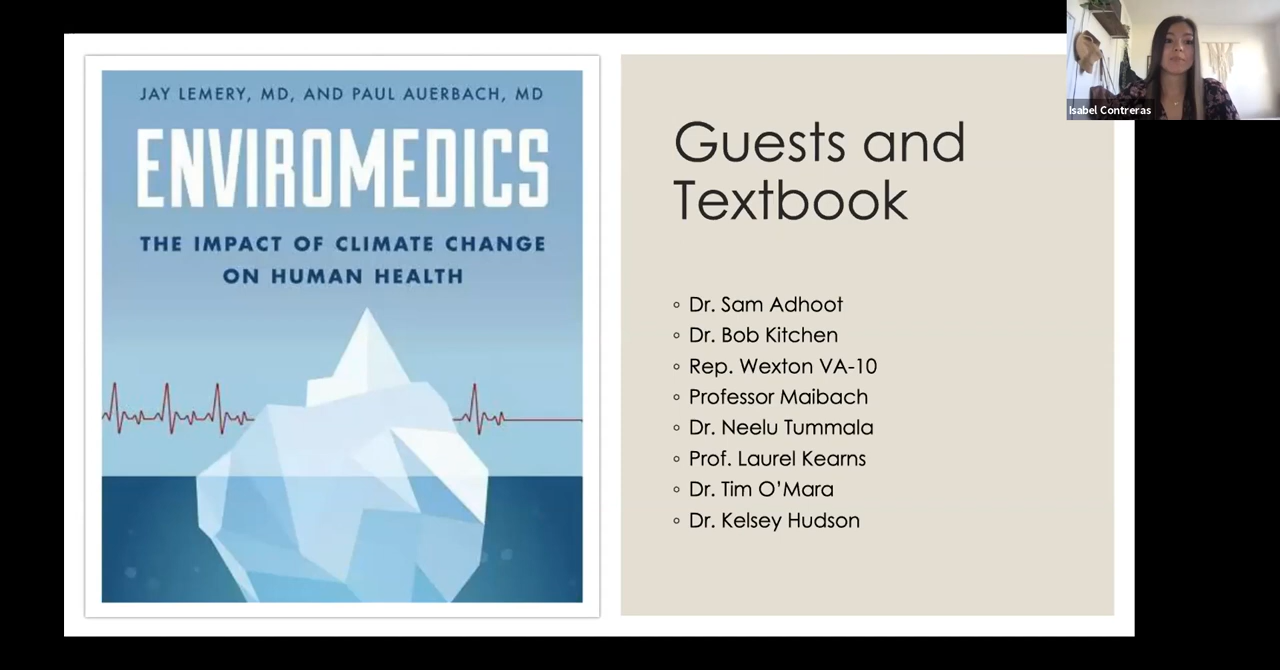 JAY LEMERY, MD, AND PAUL AUERBACH, MD
ENVIROMEDICS
THE IMPACT OF CLIMATE CHANGE
ON HUMAN HEALTH
Guests and
Textbook
◦ Dr. Sam Adhoot
◦ Dr. Bob Kitchen
◦ Rep. Wexton VA-10
◦ Professor Maibach
◦ Dr. Neelu Tummala
◦ Prof. Laurel Kearns
◦ Dr. Tim O’Mara
◦ Dr. Kelsey Hudson
Isabel Contreras